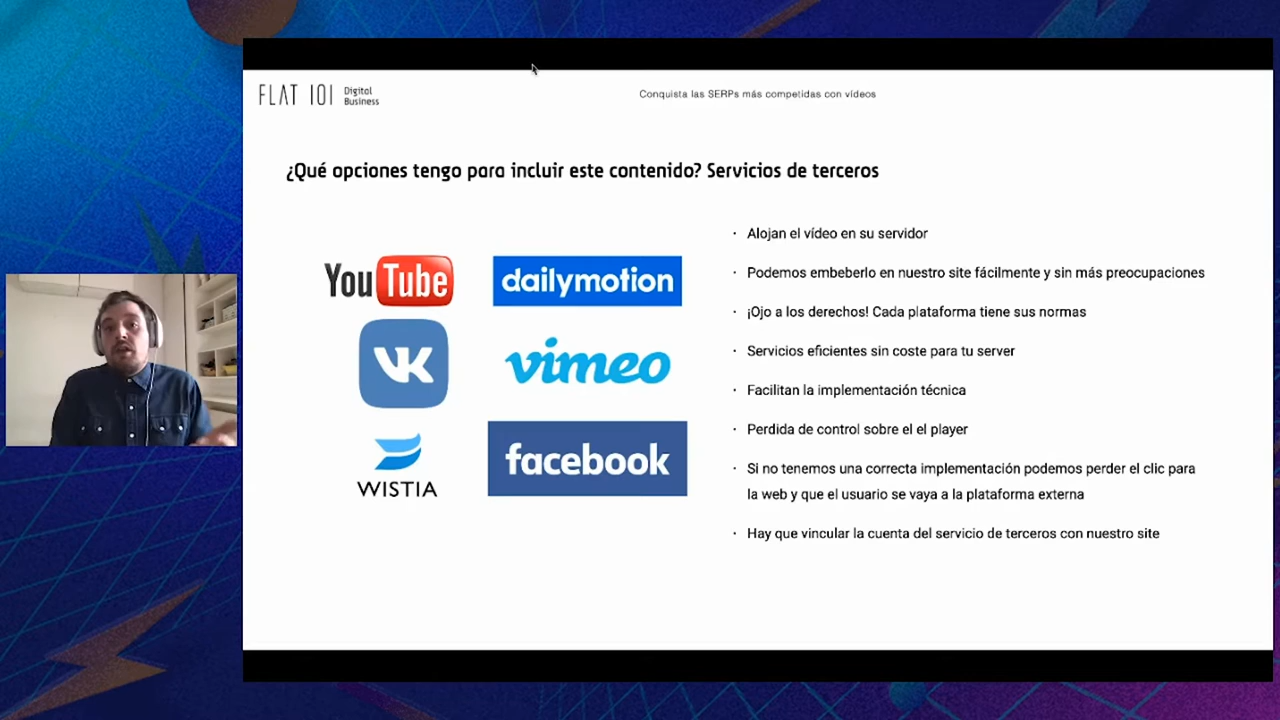 FLAT 101 Digital Business
Conquista las SERPs más competidas con vídeos
¿Qué opciones tengo para incluir este contenido? Servicios de terceros
YouTube
dailymotion
VK
vimeo
WISTIA
facebook
· Alojan el vídeo en su servidor
· Podemos embeberlo en nuestro site fácilmente y sin más preocupaciones
· ¡Ojo a los derechos! Cada plataforma tiene sus normas
· Servicios eficientes sin coste para tu server
· Facilitan la implementación técnica
· Perdida de control sobre el el player
· Si no tenemos una correcta implementación podemos perder el clic para
la web y que el usuario se vaya a la plataforma externa
· Hay que vincular la cuenta del servicio de terceros con nuestro site